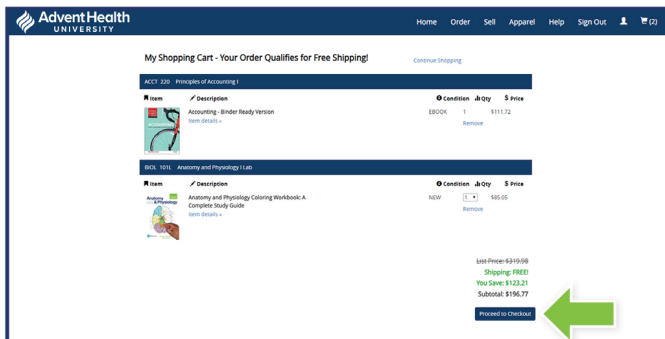 Advent Health
UNIVERSITY
Home Order Sell Apparel Help Sign Out (2)
My Shopping Cart - Your Order Qualifies for Free Shipping! Continue Shopping
ACCT 220 Principles of Accounting I
Item Description Condition Qty $ Price
Accounting - Binder Ready Version EBOOK 1 $111.72
Item details » Remove
BIOL 101L Anatomy and Physiology I Lab
Item Description Condition Qty $ Price
Anatomy and Physiology Coloring Workbook: A NEW 1 $85.05
Complete Study Guide
Item details » Remove
Anatomy
& Physiology
List Price: $319.98
Shipping: FREE!
You Save: $123.21
Subtotal: $196.77
Proceed to Checkout